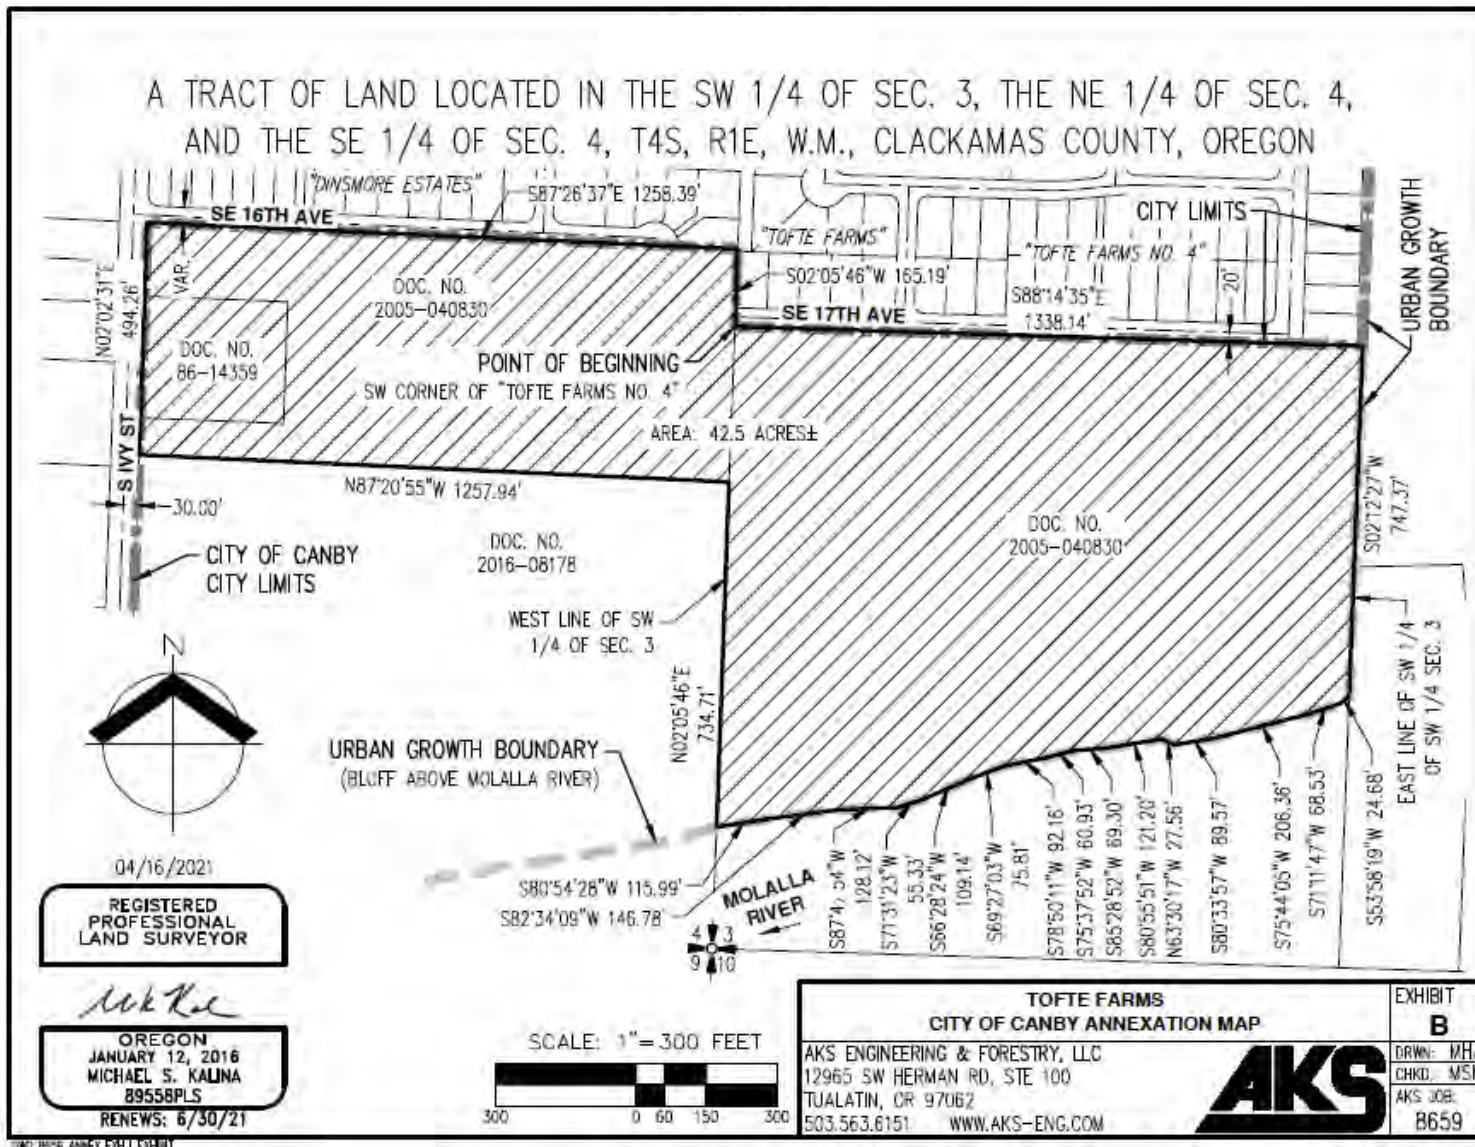 A TRACT OF LAND LOCATED IN THE SW 1/4 OF SEC. 3, THE NE 1/4 OF SEC. 4,
AND THE SE 1/4 OF SEC. 4, T4S, R1E, W.M., CLACKAMAS COUNTY, OREGON
"DINSMORE ESTATES"
S87°26'37"E 1258.39'
SE 16TH AVE
CITY LIMITS
URBAN GROWTH
BOUNDARY
"TOFTE FARMS"
"TOFTE FARMS NO. 4"
VAR.
N02°02'31"E
494.26'
DOC. NO.
2005-040830
S02°05'46"W 165.19'
S88°14'35"E
1338.14'
20'
SE 17TH AVE
DOC. NO.
86-14359
POINT OF BEGINNING
SW CORNER OF "TOFTE FARMS NO. 4"
AREA: 42.5 ACRES±
S IVY ST
N87°20'55"W 1257.94'
30.00'
S02°12'27"W
747.37'
DOC. NO.
2005-040830
DOC. NO.
2016-08178
CITY OF CANBY
CITY LIMITS
WEST LINE OF SW
1/4 OF SEC. 3
EAST LINE OF SW 1/4
OF SW 1/4 SEC. 3
N
N02°05'46"E
734.71'
URBAN GROWTH BOUNDARY
(BLUFF ABOVE MOLALLA RIVER)
S80°54'28"W 115.99'
S82°34'09"W 146.78
MOLALLA
RIVER
54"W
128.12'
S71°31'23"W
55.33'
S66°28'24"W
109.14'
S69°27'03"W
75.81'
S78°50'11"W 92.16'
S75°37'52"W 60.93'
S85°28'52"W 69.30'
S80°55'51"W 121.20'
N63°30'17"W 27.56'
S80°33'57"W 89.57'
S75°44'05"W 206.36'
S71°11'47"W 68.53'
S53°58'19"W 24.68'
4 3
9 10
04/16/2021
REGISTERED
PROFESSIONAL
LAND SURVEYOR
OREGON
JANUARY 12, 2016
MICHAEL S. KALINA
89558PLS
RENEWS: 6/30/21
SCALE: 1"= 300 FEET
300 0 60 150 300
TOFTE FARMS
CITY OF CANBY ANNEXATION MAP
EXHIBIT
B
AKS ENGINEERING & FORESTRY, LLC
12965 SW HERMAN RD, STE 100
TUALATIN, OR 97062
503.563.6151 WWW.AKS-ENG.COM
AKS
DRWN: MH
CHKD: MS
AKS JOB:
8659